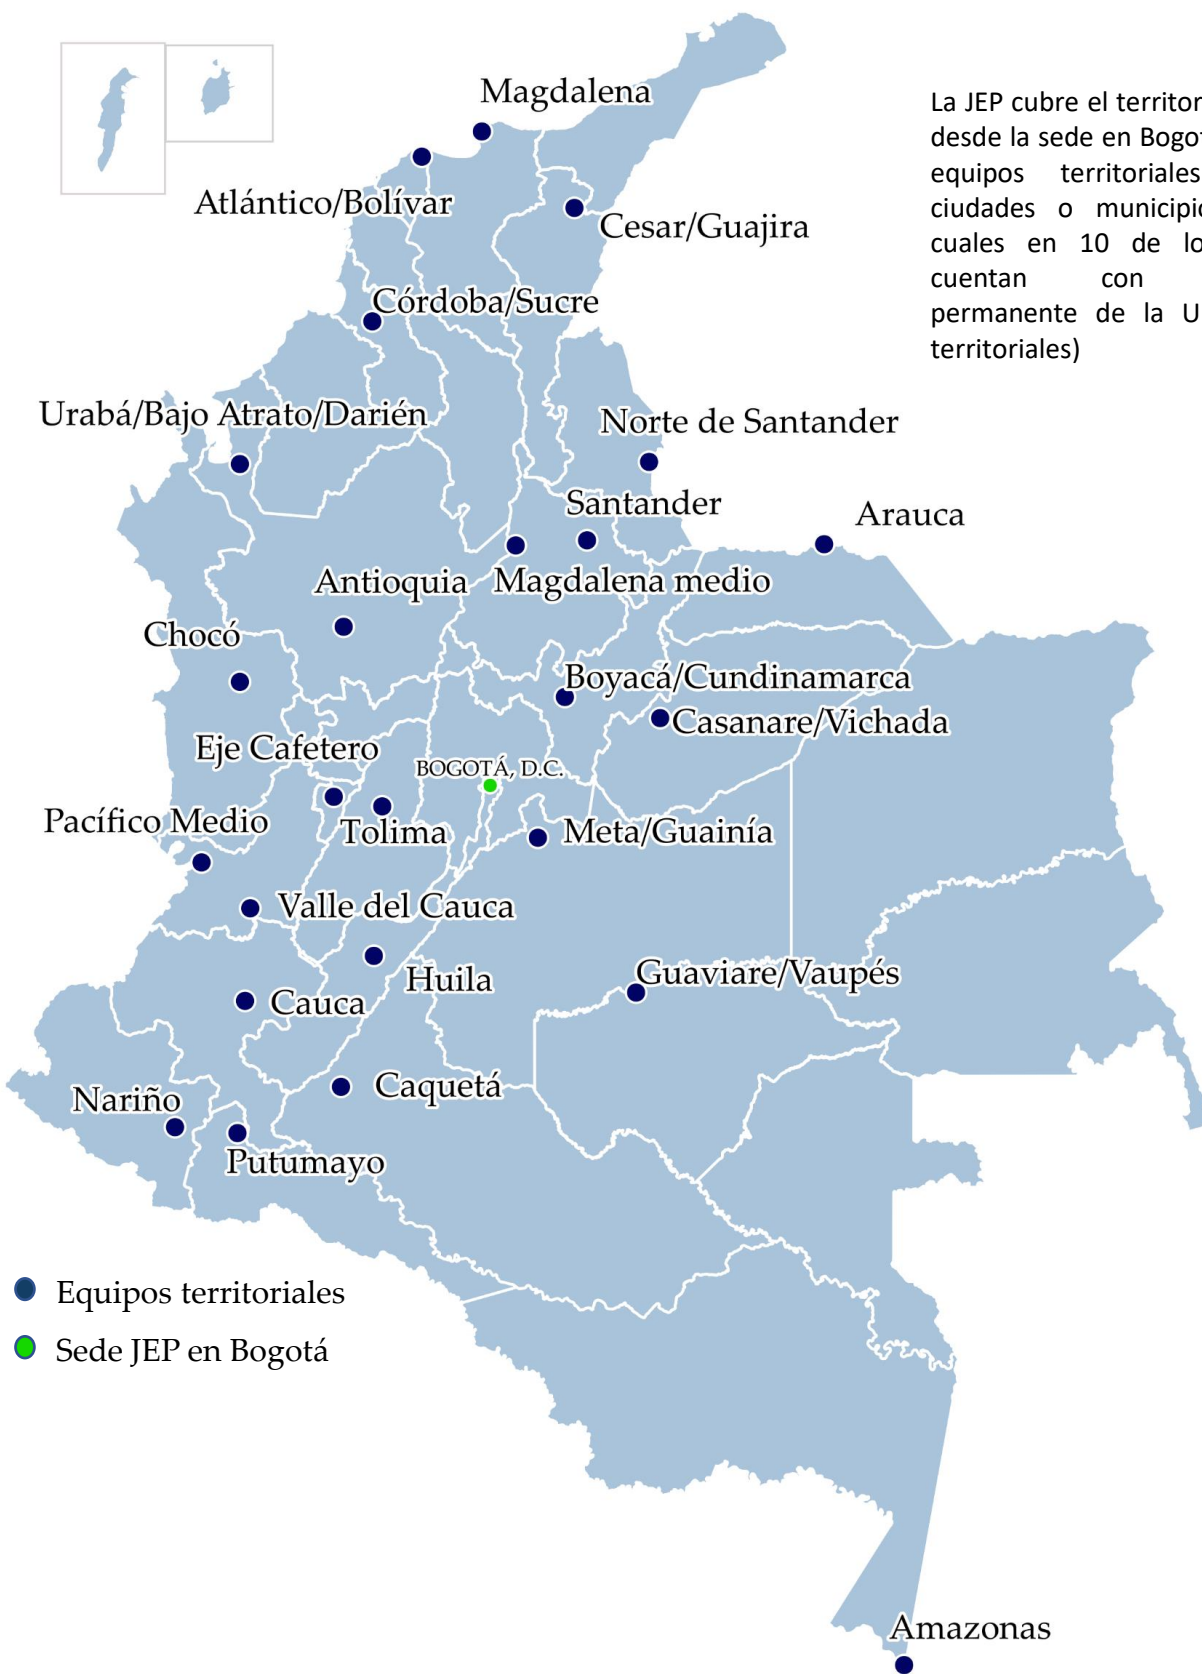 Magdalena
La JEP cubre el territor
desde la sede en Bogot
equipos territoriales
ciudades o municipio
cuales en 10 de lo
cuentan con
permanente de la U
territoriales)
Atlántico/Bolívar
Cesar/Guajira
Córdoba/Sucre
Urabá/Bajo Atrato/Darién
Norte de Santander
Santander
Arauca
Antioquia
Magdalena medio
Chocó
Boyacá/Cundinamarca
Casanare/Vichada
Eje Cafetero
BOGOTÁ, D.C.
Pacífico Medio
Tolima
Meta/Guainía
Valle del Cauca
Huila
Guaviare/Vaupés
Cauca
Caquetá
Nariño
Putumayo
Equipos territoriales
Sede JEP en Bogotá
Amazonas